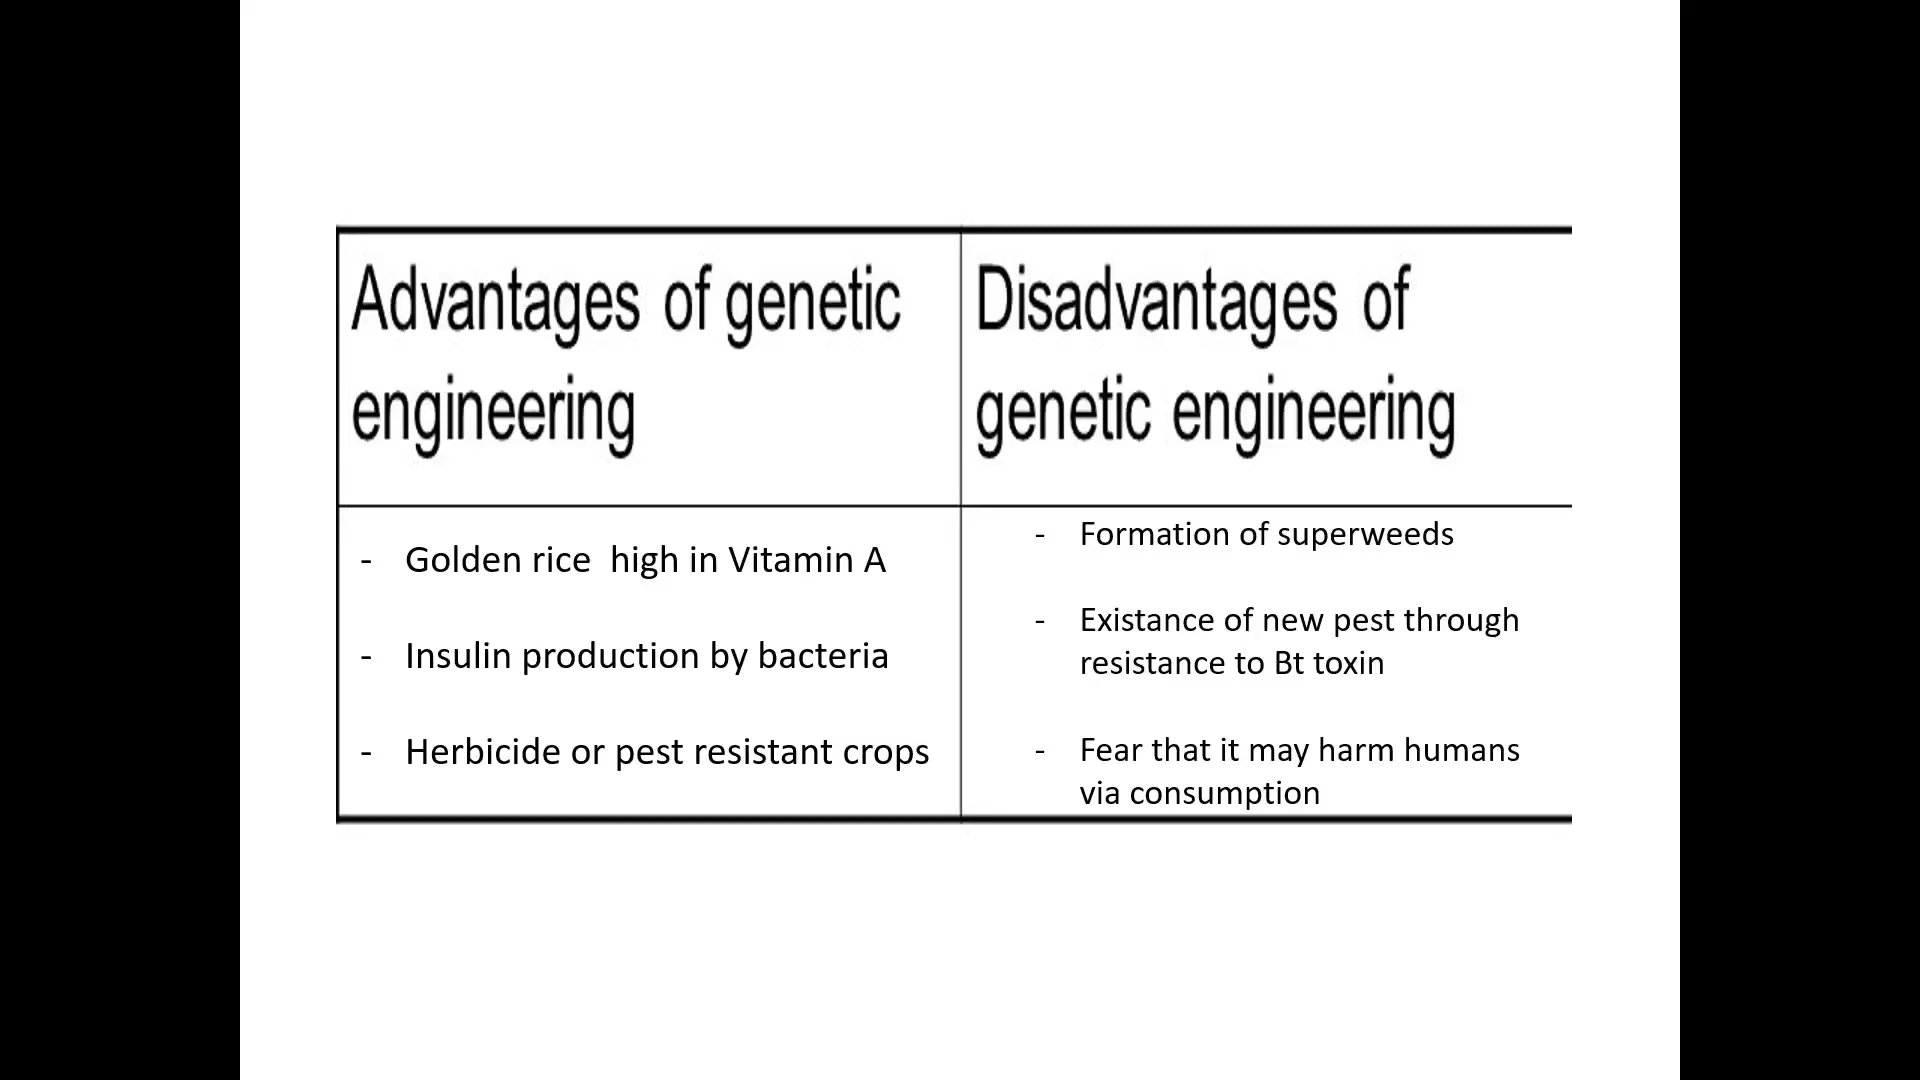 Advantages of genetic
engineering
Disadvantages of
genetic engineering
- Golden rice  high in Vitamin A
- Insulin production by bacteria
- Herbicide or pest resistant crops
- Formation of superweeds
- Existance of new pest through
resistance to Bt toxin
- Fear that it may harm humans
via consumption